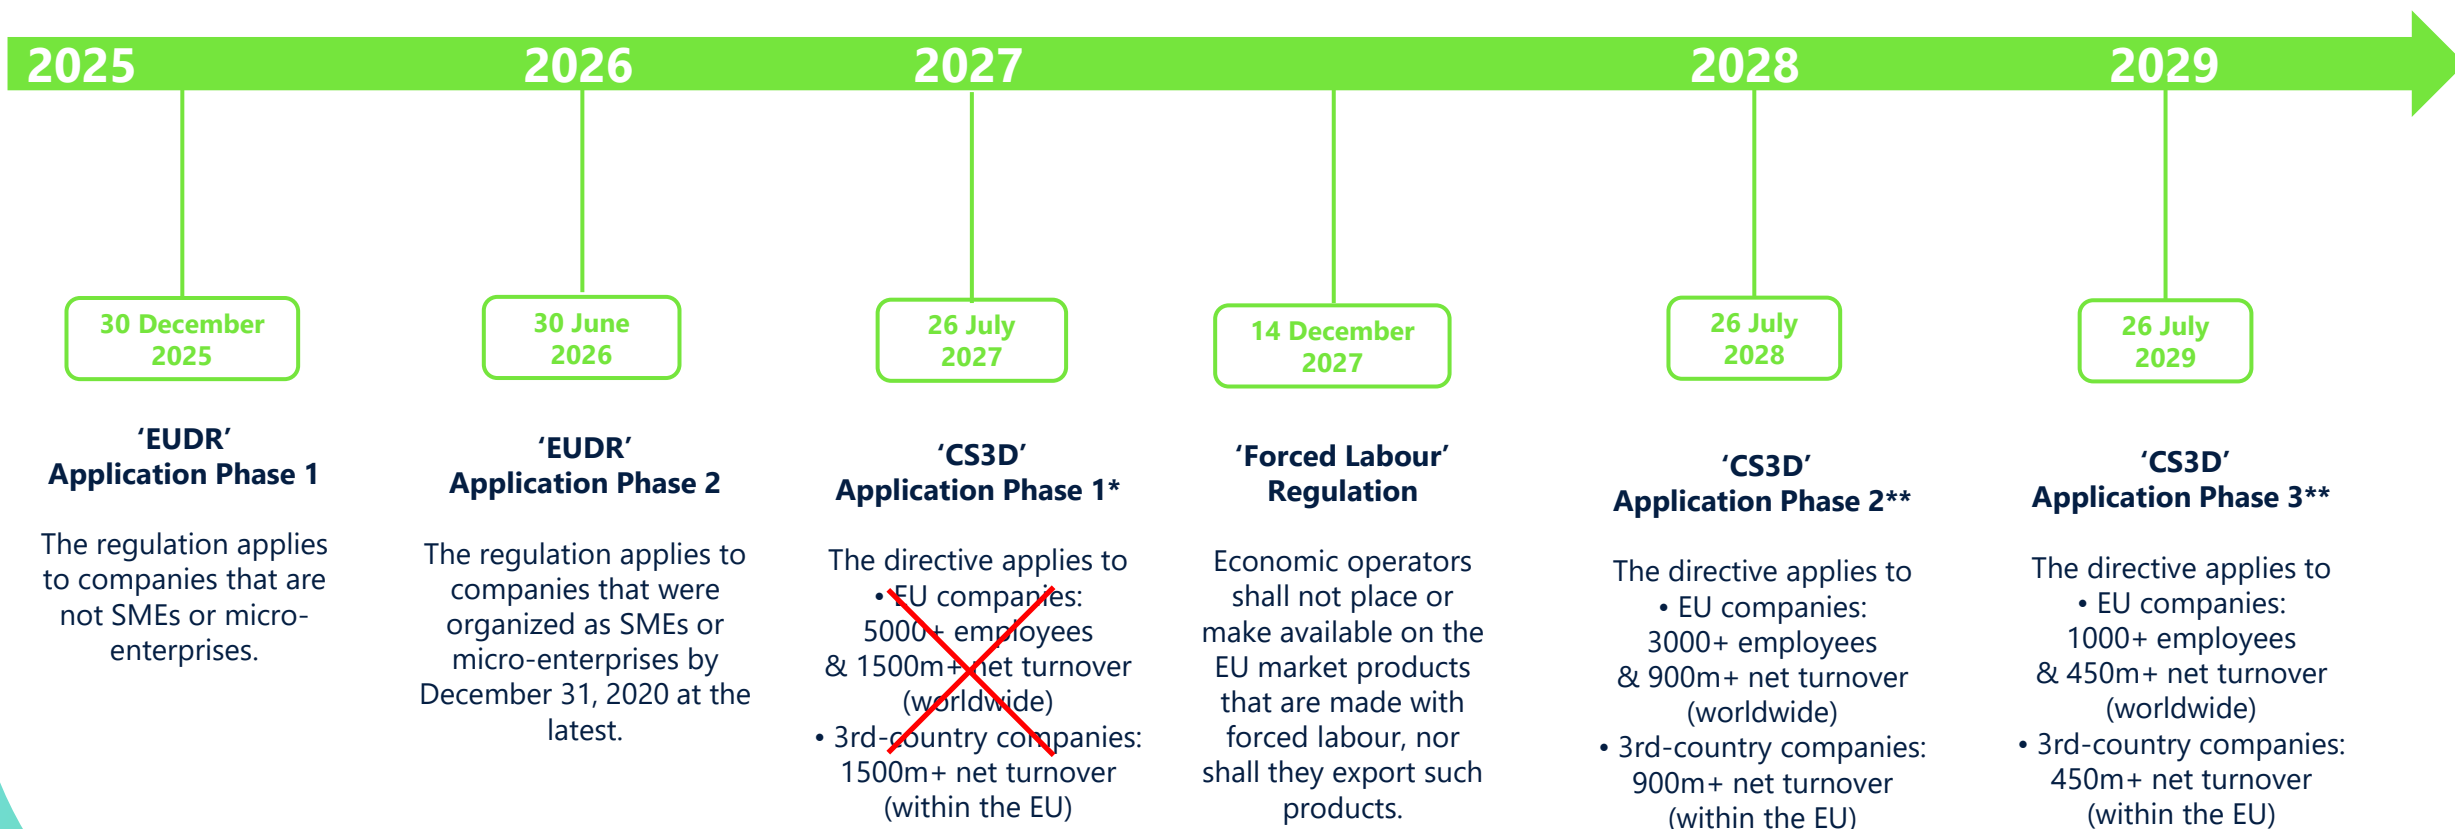 2025
2026
2027
2028
2029
30 December
2025
‘EUDR’
Application Phase 1
The regulation applies
to companies that are
not SMEs or micro-
enterprises.
30 June
2026
‘EUDR’
Application Phase 2
The regulation applies to
companies that were
organized as SMEs or
micro-enterprises by
December 31, 2020 at the
latest.
26 July
2027
‘CS3D’
Application Phase 1*
The directive applies to
• EU companies:
5000+ employees
& 1500m+ net turnover
(worldwide)
• 3rd-country companies:
1500m+ net turnover
(within the EU)
14 December
2027
‘Forced Labour’
Regulation
Economic operators
shall not place or
make available on the
EU market products
that are made with
forced labour, nor
shall they export such
products.
26 July
2028
‘CS3D’
Application Phase 2**
The directive applies to
• EU companies:
3000+ employees
& 900m+ net turnover
(worldwide)
• 3rd-country companies:
900m+ net turnover
(within the EU)
26 July
2029
‘CS3D’
Application Phase 3**
The directive applies to
• EU companies:
1000+ employees
& 450m+ net turnover
(worldwide)
• 3rd-country companies:
450m+ net turnover
(within the EU)